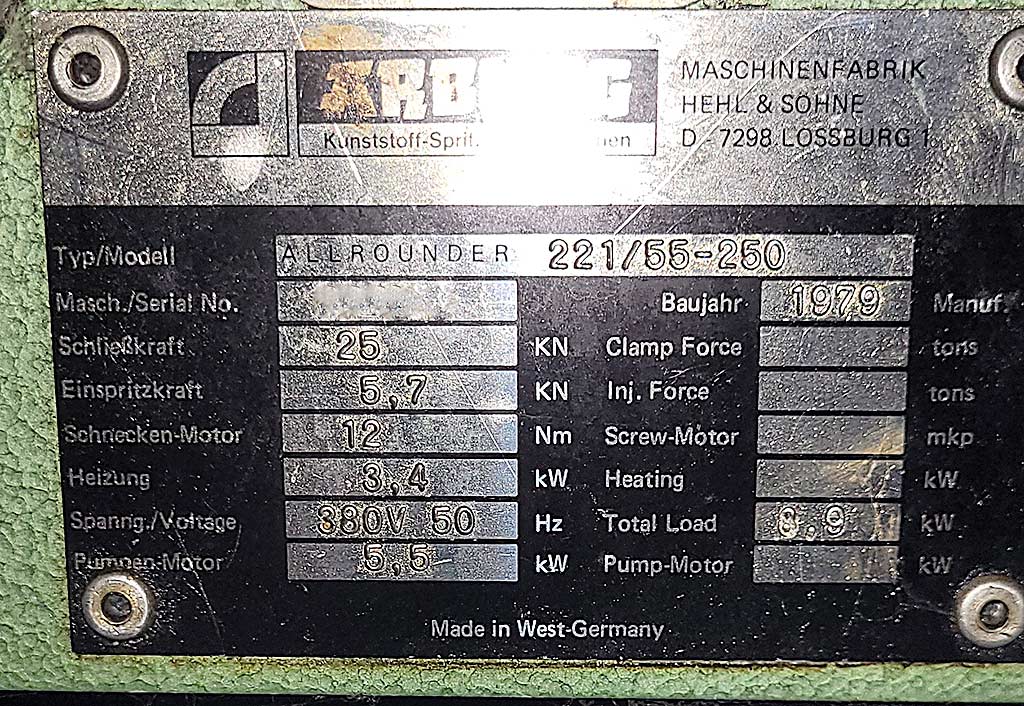 MASCHINENFABRIK
HEHL & SÖHNE
D-7298 LOSSBURG 1
Typ/Modell ALLROUNDER 221/55-250
Masch./Serial No. Baujahr 1979 Manuf.
Schließkraft 25 KN Clamp Force tons
Einspritzkraft 5,7 KN Inj. Force tons
Schnecken-Motor 12 Nm Screw-Motor mkp
Heizung 3,4 kW Heating kW
Spanng./Voltage 380V 50 Hz Total Load 8,9 kW
Pumpen-Motor 5,5 kW Pump-Motor kW
Made in West-Germany